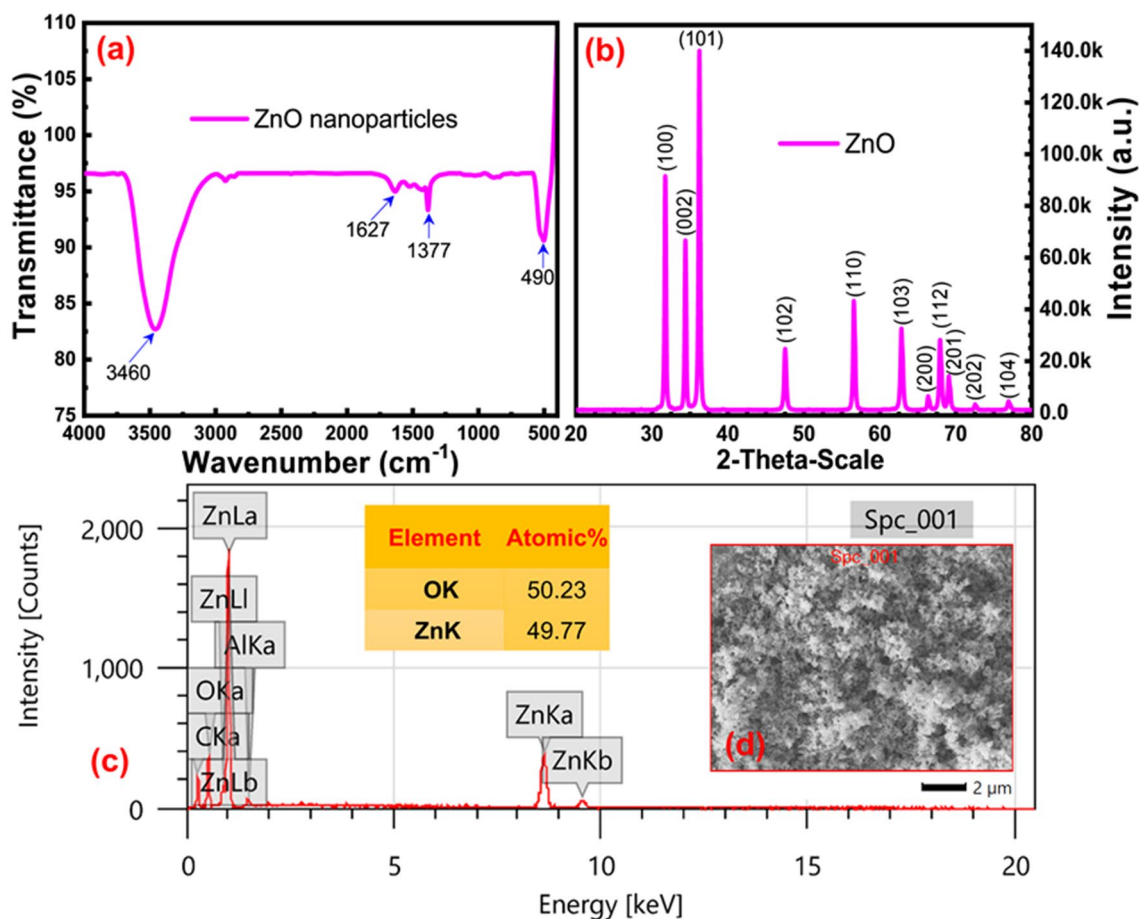 (a)
110
105
100
95
90
85
80
75
Transmittance (%)
ZnO nanoparticles
3460
1627
1377
490
4000 3500 3000 2500 2000 1500 1000 500
Wavenumber (cm⁻¹)
(b)
(100)
(002)
(101)
(102)
(110)
(103)
(200)
(112)
(201)
(202)
(104)
ZnO
140.0k
120.0k
100.0k
80.0k
60.0k
40.0k
20.0k
0.0
Intensity (a.u.)
20 30 40 50 60 70 80
2-Theta-Scale
ZnLa
ZnLl
AlKa
OKa
CKa
ZnLb
(c)
2,000
1,000
0
Intensity [Counts]
Element Atomic%
OK 50.23
ZnK 49.77
ZnKa
ZnKb
Spc_001
Spc_001
(d)
2 µm
0 5 10 15 20
Energy [keV]